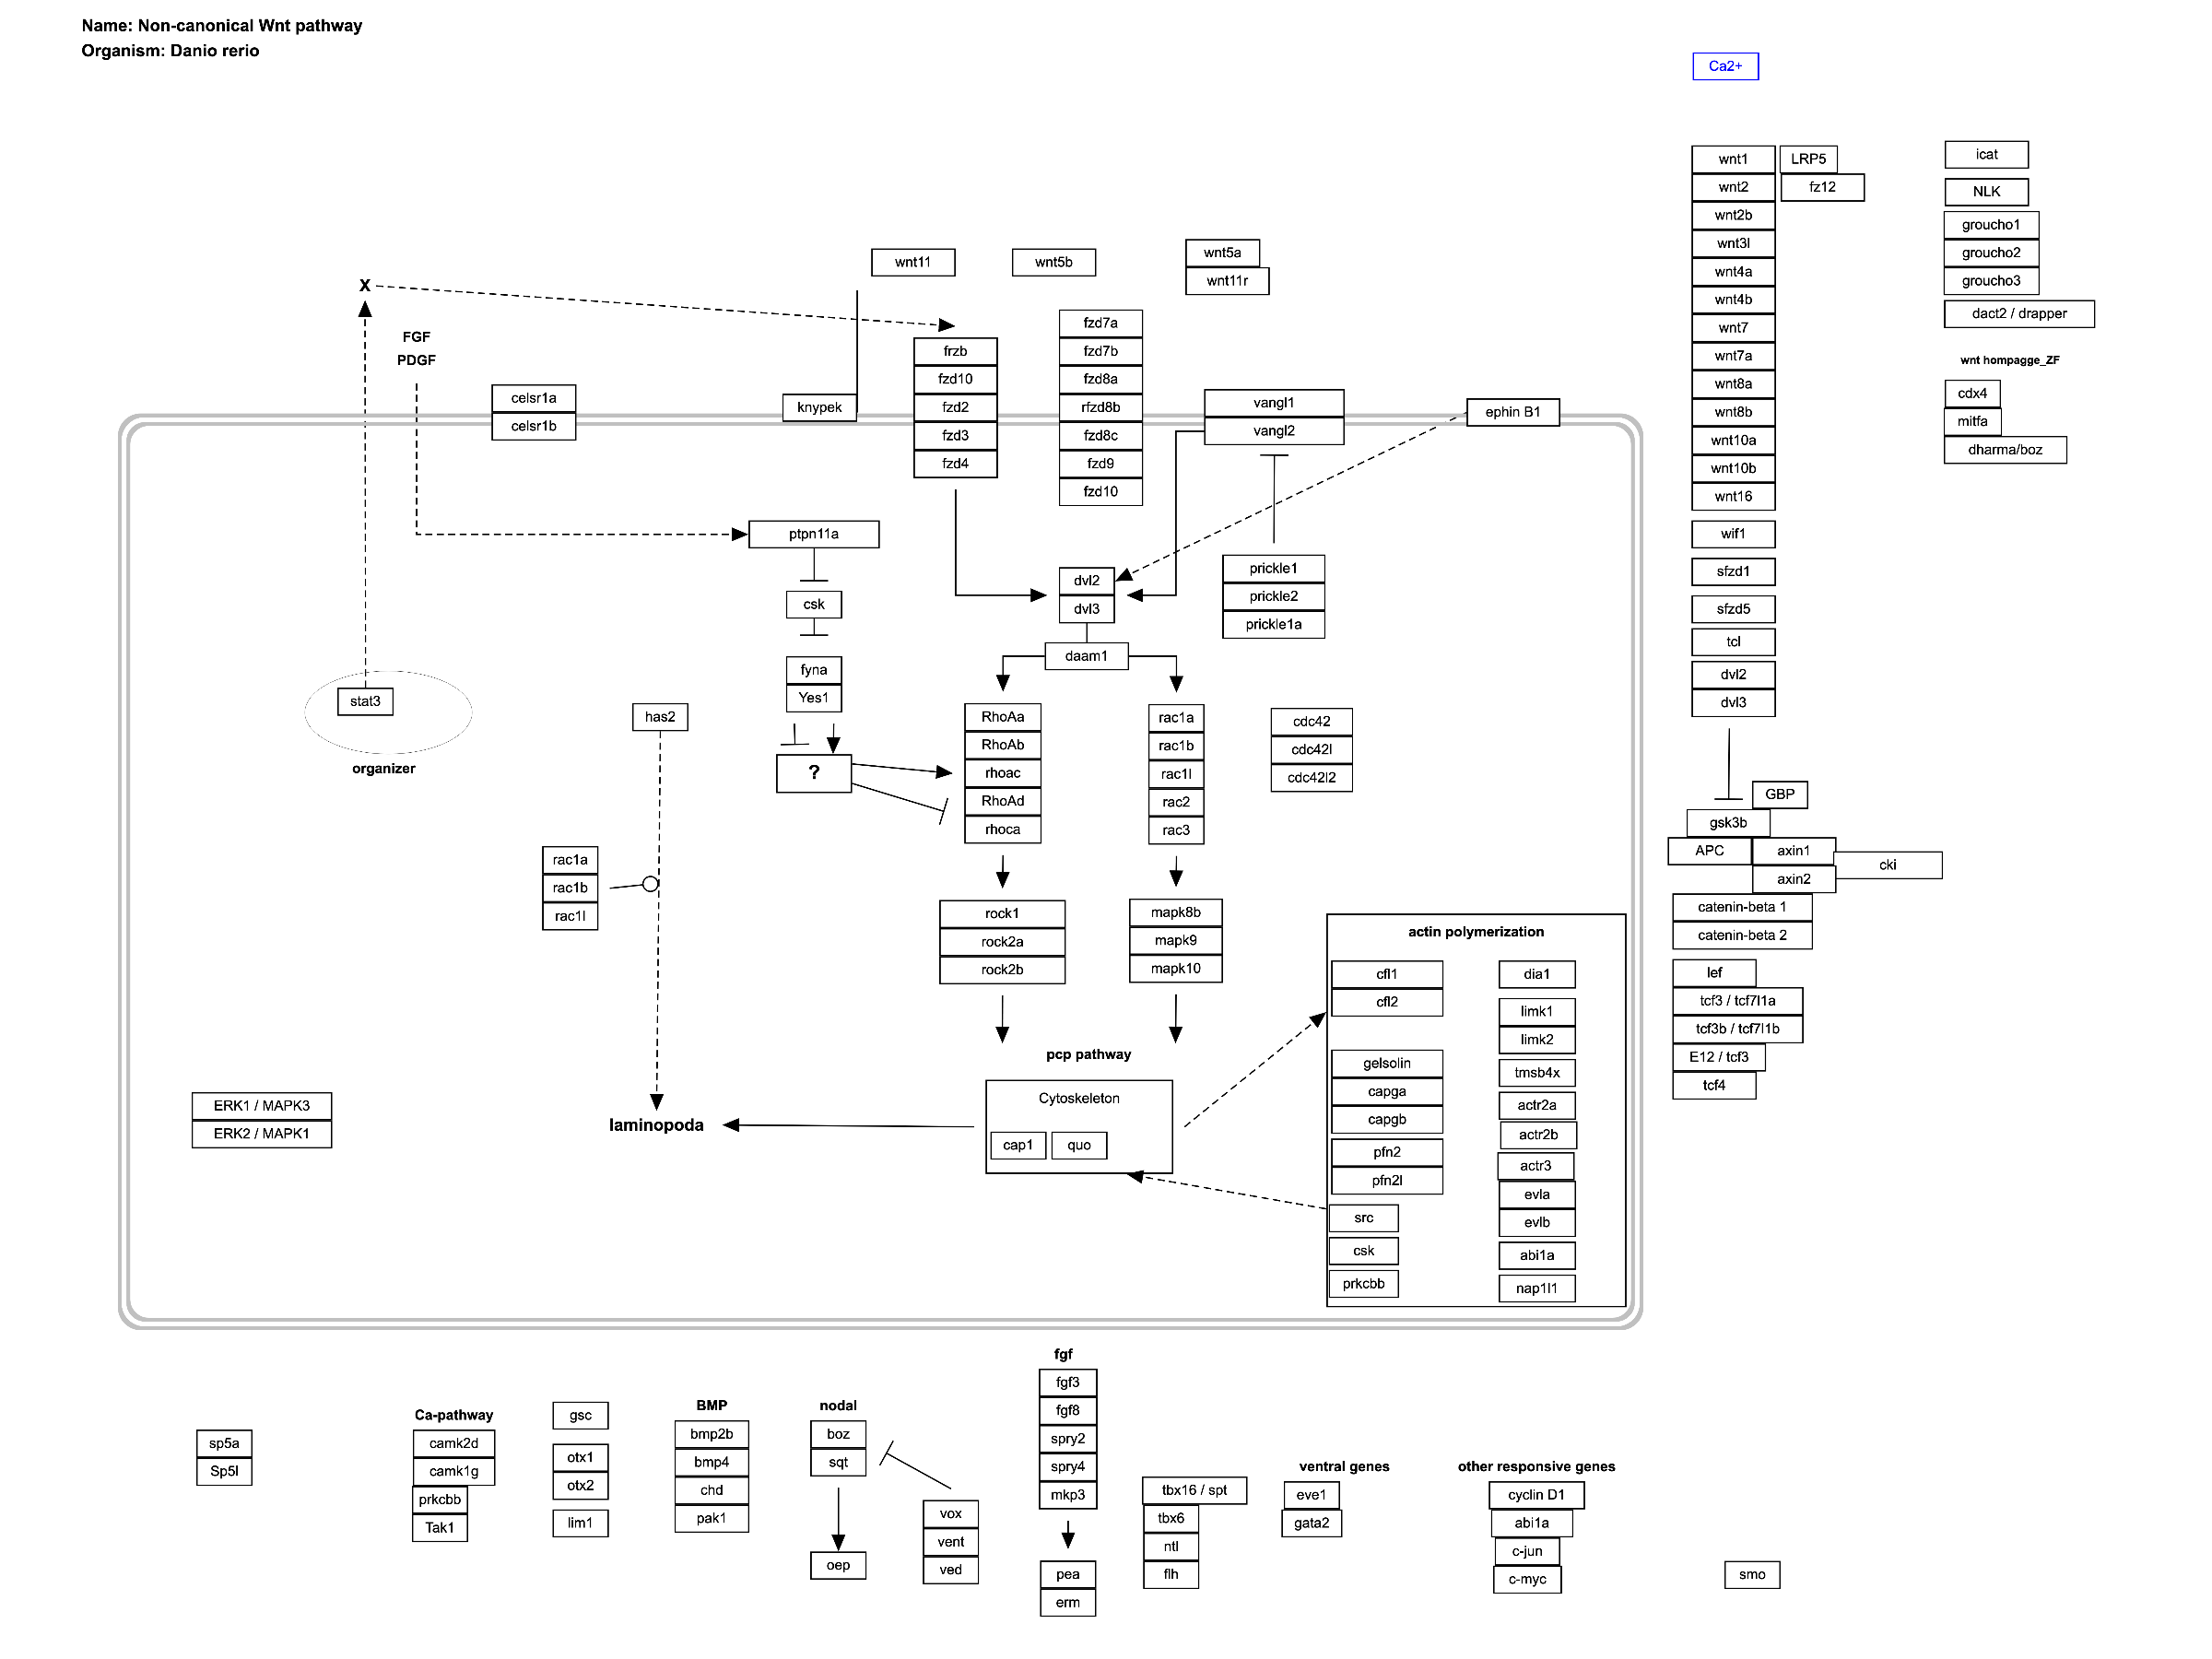 Name: Non-canonical Wnt pathway
Organism: Danio rerio
Ca2+
wnt1
LRP5
wnt2
fz12
wnt2b
wnt3l
wnt4a
wnt4b
wnt7
wnt7a
wnt8a
wnt8b
wnt10a
wnt10b
wnt16
wif1
sfzd1
sfzd5
tcl
dvl2
dvl3
icat
NLK
groucho1
groucho2
groucho3
dact2 / drapper
wnt hompagge_ZF
cdx4
mitfa
dharma/boz
wnt11
wnt5b
wnt5a
wnt11r
X
FGF
PDGF
celsr1a
celsr1b
knypek
frzb
fzd10
fzd2
fzd3
fzd4
fzd7a
fzd7b
fzd8a
rfzd8b
fzd8c
fzd9
fzd10
vangl1
vangl2
ephin B1
ptpn11a
csk
fyna
Yes1
?
dvl2
dvl3
daam1
prickle1
prickle2
prickle1a
stat3
organizer
has2
rac1a
rac1b
rac1l
RhoAa
RhoAb
rhoac
RhoAd
rhoca
rac1a
rac1b
rac1l
rac2
rac3
cdc42
cdc42l
cdc42l2
rock1
rock2a
rock2b
mapk8b
mapk9
mapk10
pcp pathway
Cytoskeleton
cap1
quo
laminopoda
ERK1 / MAPK3
ERK2 / MAPK1
actin polymerization
cfl1
cfl2
gelsolin
capga
capgb
pfn2
pfn2l
src
csk
prkcbb
dia1
limk1
limk2
tmsb4x
actr2a
actr2b
actr3
evla
evlb
abi1a
nap1l1
GBP
gsk3b
APC
axin1
axin2
cki
catenin-beta 1
catenin-beta 2
lef
tcf3 / tcf7l1a
tcf3b / tcf7l1b
E12 / tcf3
tcf4
sp5a
Sp5l
Ca-pathway
camk2d
camk1g
prkcbb
Tak1
gsc
otx1
otx2
lim1
BMP
bmp2b
bmp4
chd
pak1
nodal
boz
sqt
oep
vox
vent
ved
fgf
fgf3
fgf8
spry2
spry4
mkp3
pea
erm
tbx16 / spt
tbx6
ntl
flh
ventral genes
eve1
gata2
other responsive genes
cyclin D1
abi1a
c-jun
c-myc
smo